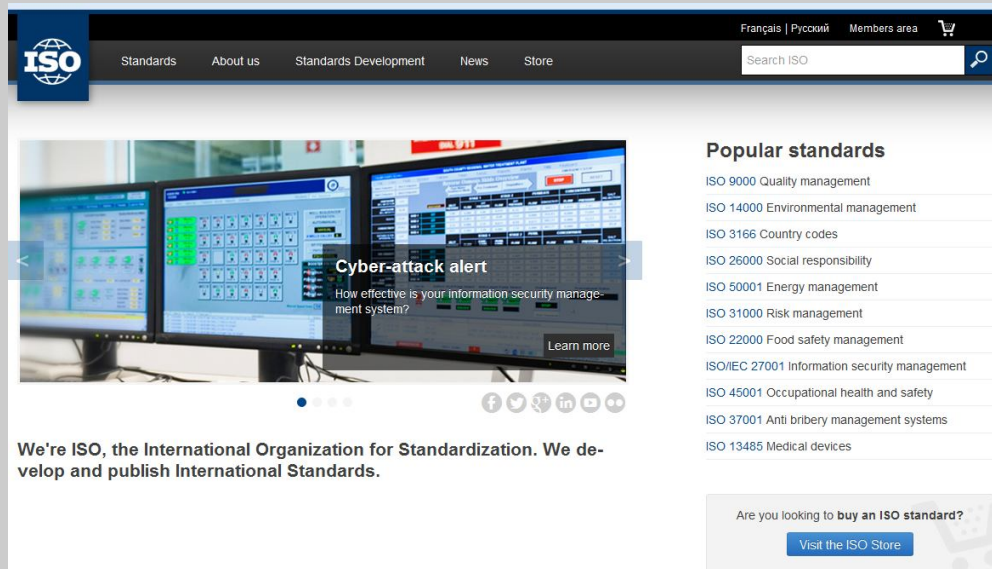 Français | Русский Members area
ISO
Standards About us Standards Development News Store
Search ISO
Cyber-attack alert
How effective is your information security manage-
ment system?
Learn more
We're ISO, the International Organization for Standardization. We de-
velop and publish International Standards.
Popular standards
ISO 9000 Quality management
ISO 14000 Environmental management
ISO 3166 Country codes
ISO 26000 Social responsibility
ISO 50001 Energy management
ISO 31000 Risk management
ISO 22000 Food safety management
ISO/IEC 27001 Information security management
ISO 45001 Occupational health and safety
ISO 37001 Anti bribery management systems
ISO 13485 Medical devices
Are you looking to buy an ISO standard?
Visit the ISO Store